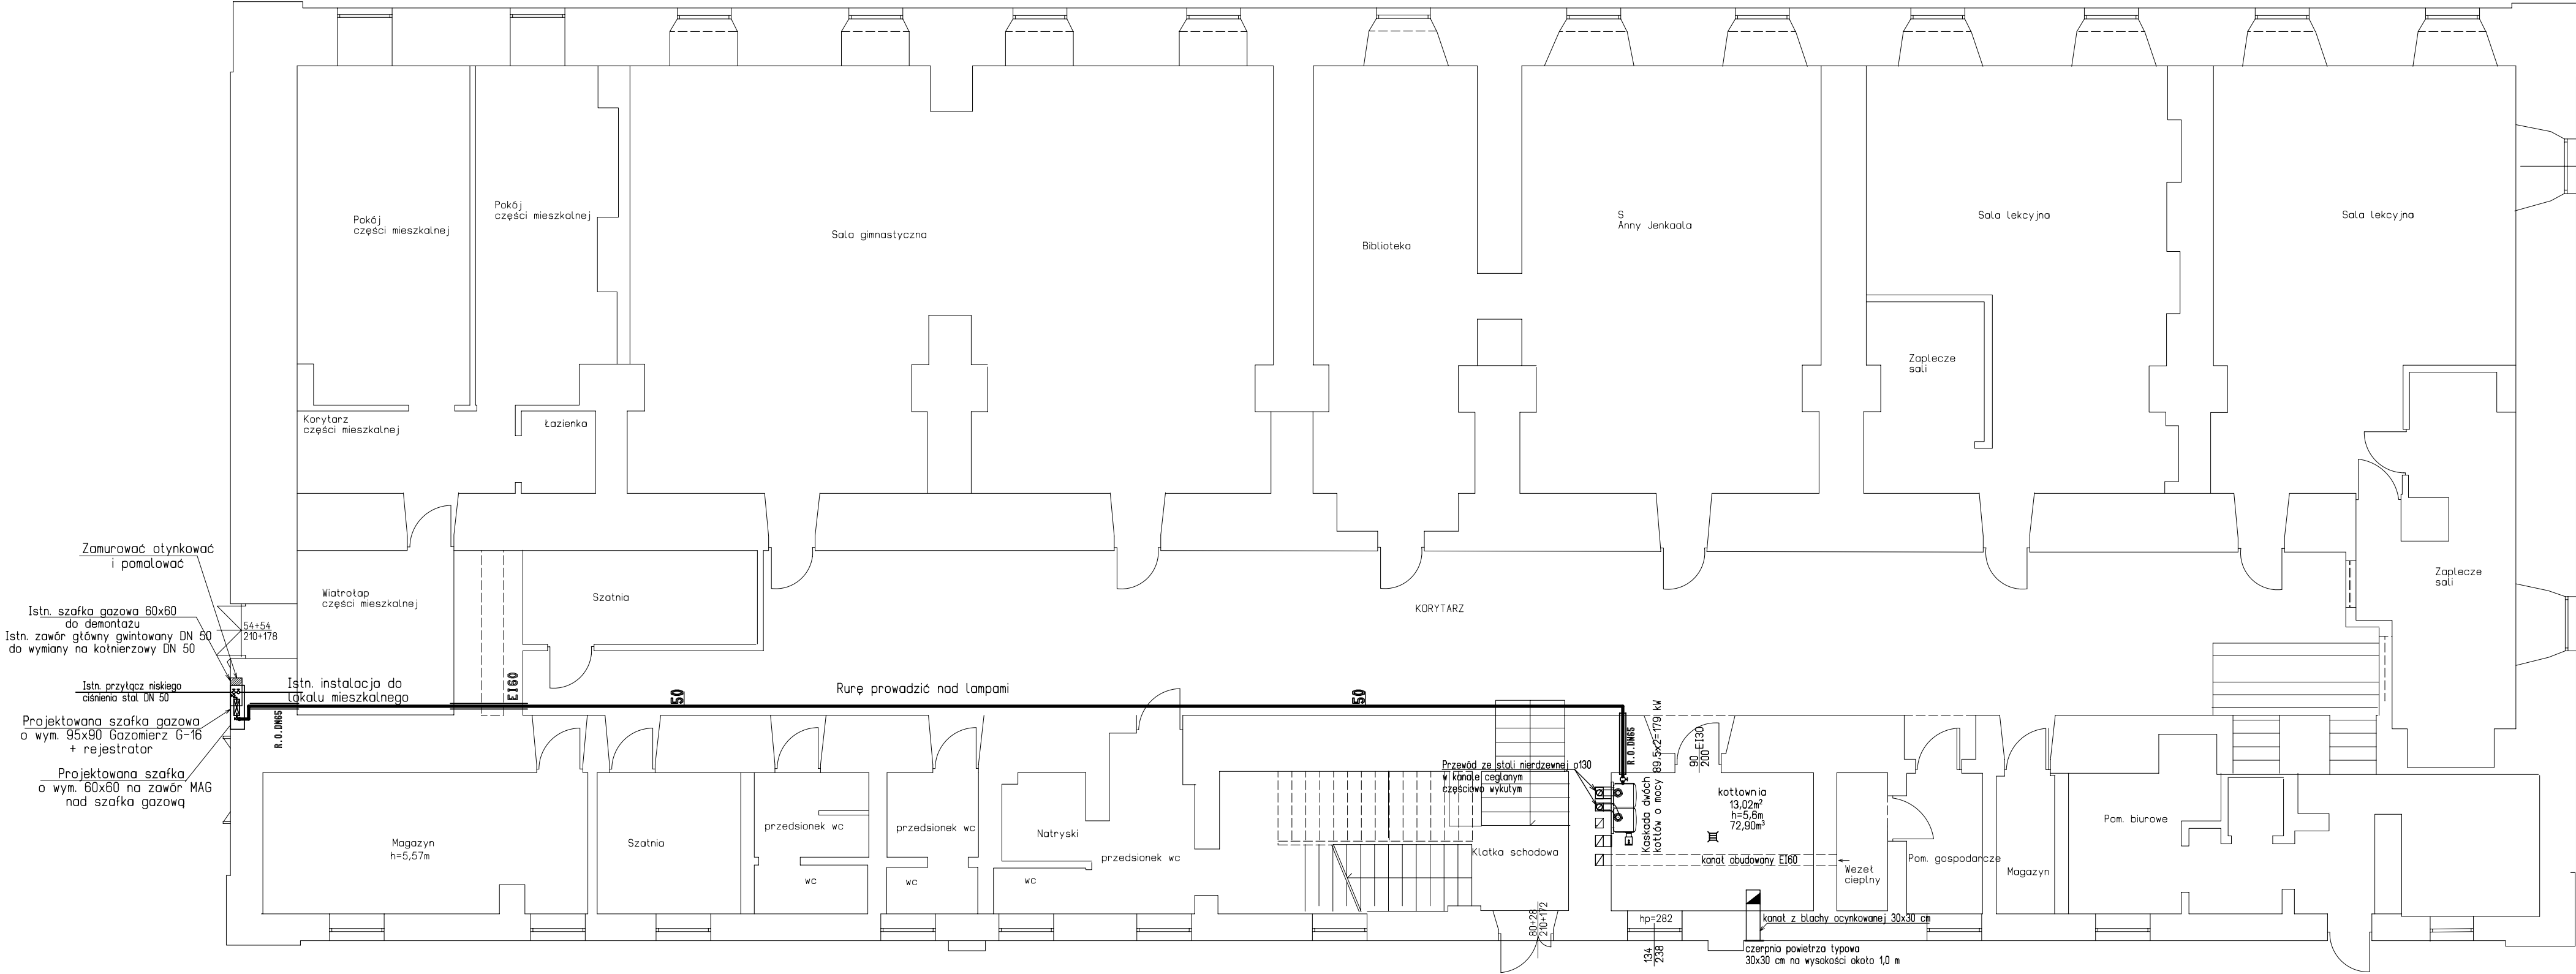 Pokój
części mieszkalnej
Pokój
części mieszkalnej
Sala gimnastyczna
Biblioteka
S
Anny Jenkaala
Sala lekcyjna
Sala lekcyjna
Zaplecze
sali
Korytarz
części mieszkalnej
Łazienka
Zamurować otynkować
i pomalować
Istn. szafka gazowa 60x60
do demontażu
Istn. zawór główny gwintowany DN 50
do wymiany na kołnierzowy DN 50
54+54
210+178
Wiatrołap
części mieszkalnej
Szatnia
KORYTARZ
Zaplecze
sali
Istn. przyłącz niskiego
ciśnienia stal DN 50
Istn. instalacja do
lokalu mieszkalnego
EI60
50
Rurę prowadzić nad lampami
50
Projektowana szafka gazowa
o wym. 95x90 Gazomierz G-16
+ rejestrator
R.O.DN65
Projektowana szafka
o wym. 60x60 na zawór MAG
nad szafka gazową
R.O.DN65
Kaskada dwóch
kotłów o mocy 89.5x2=179 kW
90 EI30
200
Przewód ze stali nierdzewnej o130
w kanale ceglanym
częściowo wykutym
kotłownia
13,02m²
h=5,6m
72,90m³
Magazyn
h=5,57m
Szatnia
przedsionek wc
wc
przedsionek wc
wc
Natryski
wc
przedsionek wc
Klatka schodowa
kanał obudowany EI60
Wezeł
cieplny
Pom. gospodarcze
Magazyn
Pom. biurowe
80+28
210+172
hp=282
134
238
kanał z blachy ocynkowanej 30x30 cm
czerpnia powietrza typowa
30x30 cm na wysokości około 1,0 m